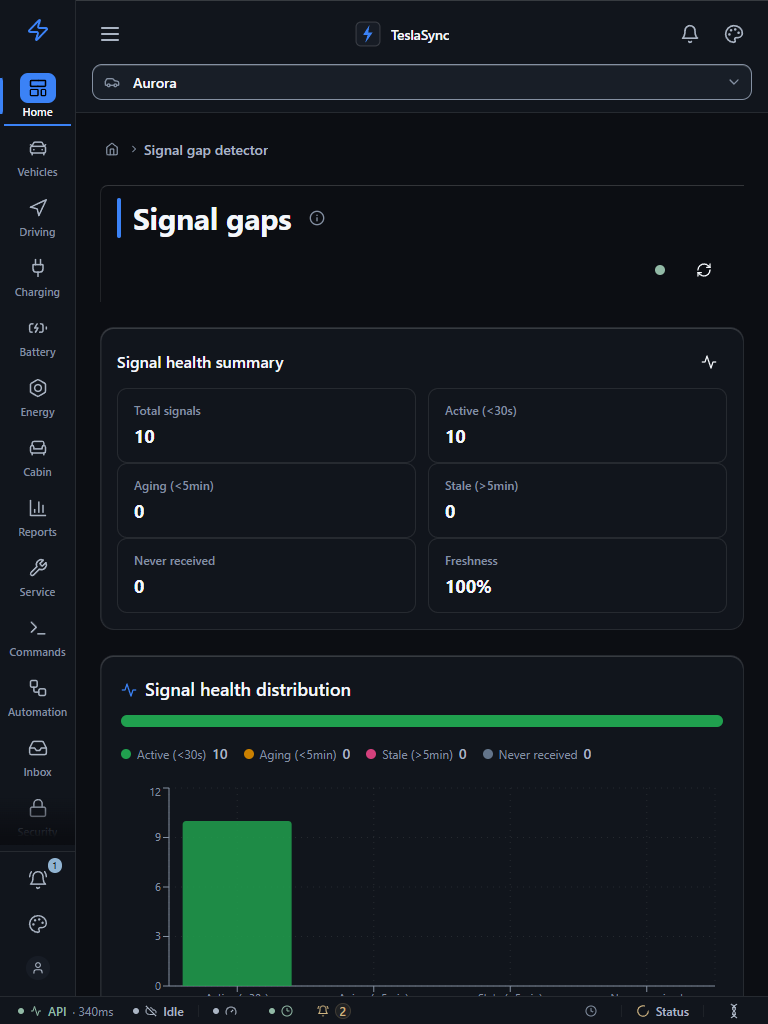 TeslaSync
Aurora
Home
Vehicles
Driving
Charging
Battery
Energy
Cabin
Reports
Service
Commands
Automation
Inbox
Security
1
Signal gap detector
Signal gaps
Signal health summary
Total signals
10
Active (<30s)
10
Aging (<5min)
0
Stale (>5min)
0
Never received
0
Freshness
100%
Signal health distribution
Active (<30s) 10 Aging (<5min) 0 Stale (>5min) 0 Never received 0
12
9
6
3
0
API · 340ms Idle 2 Status